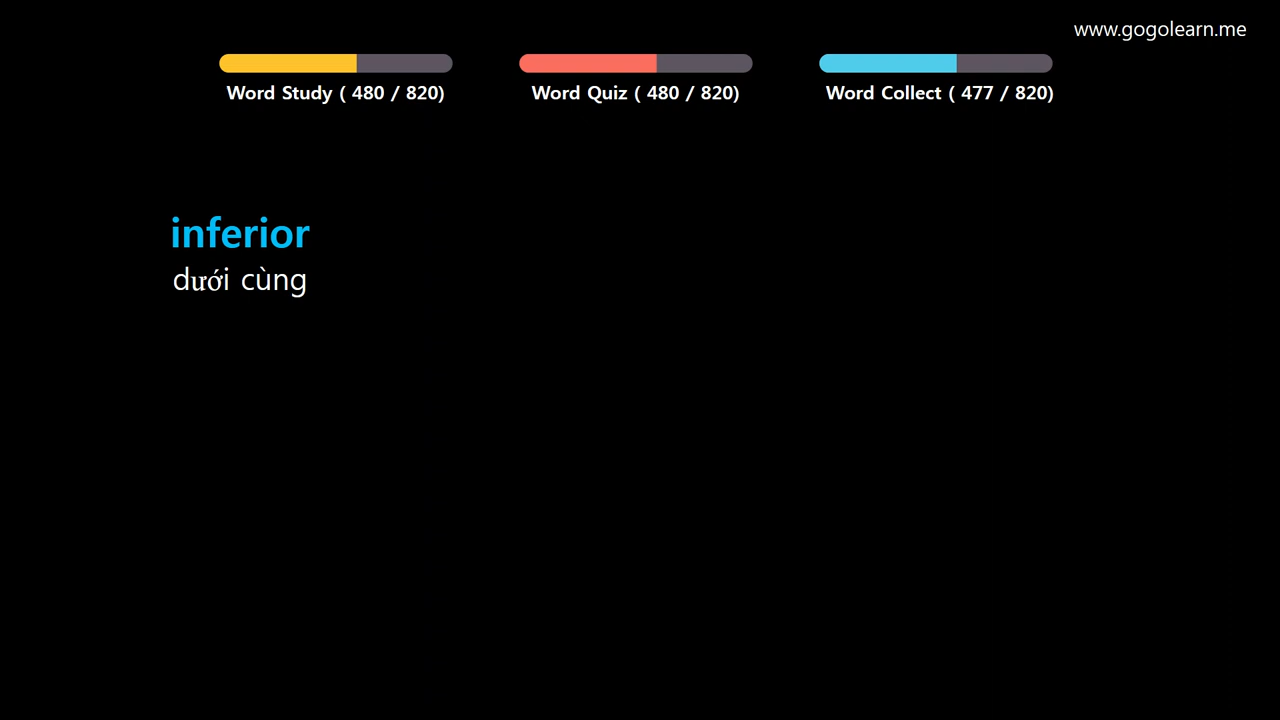 www.gogolearn.me
Word Study ( 480 / 820)
Word Quiz ( 480 / 820)
Word Collect ( 477 / 820)
inferior
dưới cùng